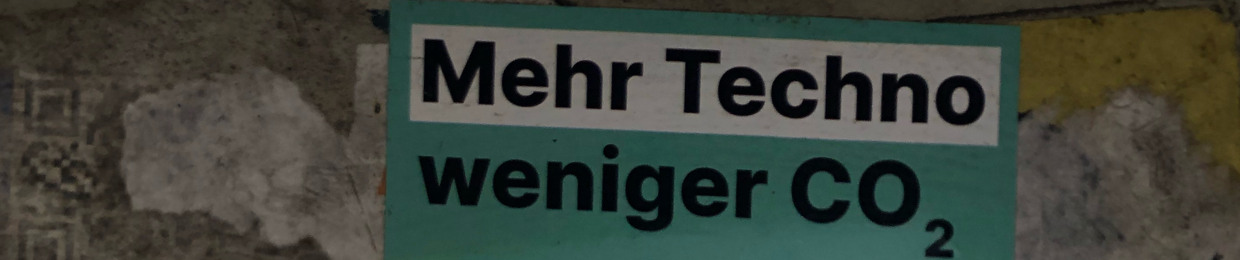 Mehr Techno
weniger CO₂